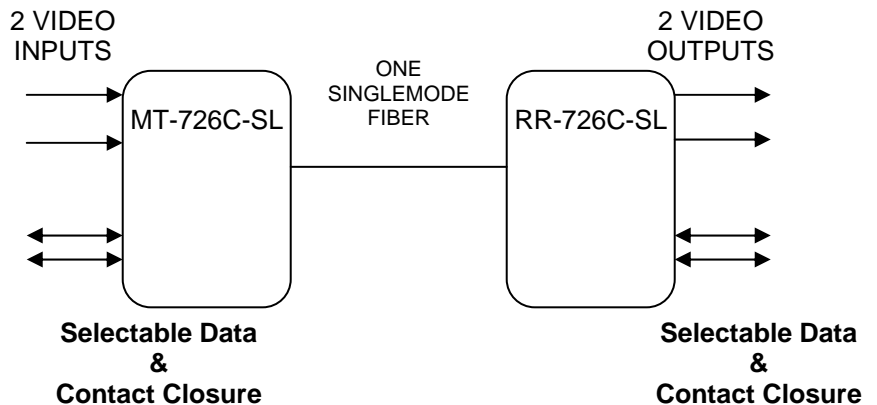 2 VIDEO
INPUTS
2 VIDEO
OUTPUTS
ONE
SINGLEMODE
FIBER
MT-726C-SL
RR-726C-SL
Selectable Data
&
Contact Closure
Selectable Data
&
Contact Closure